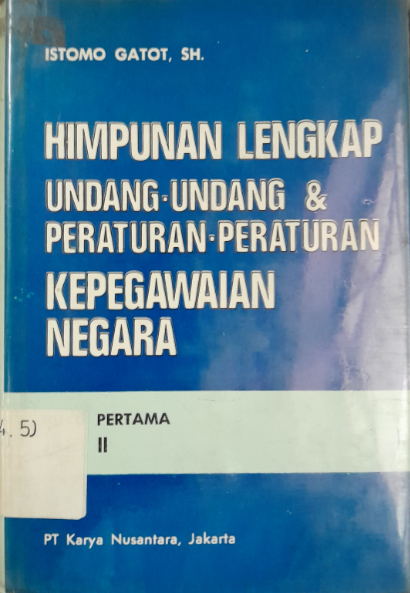 ISTOMO GATOT, SH.
HIMPUNAN LENGKAP
UNDANG-UNDANG &
PERATURAN-PERATURAN
KEPEGAWAIAN
NEGARA
4.5)
PERTAMA
II
PT Karya Nusantara, Jakarta